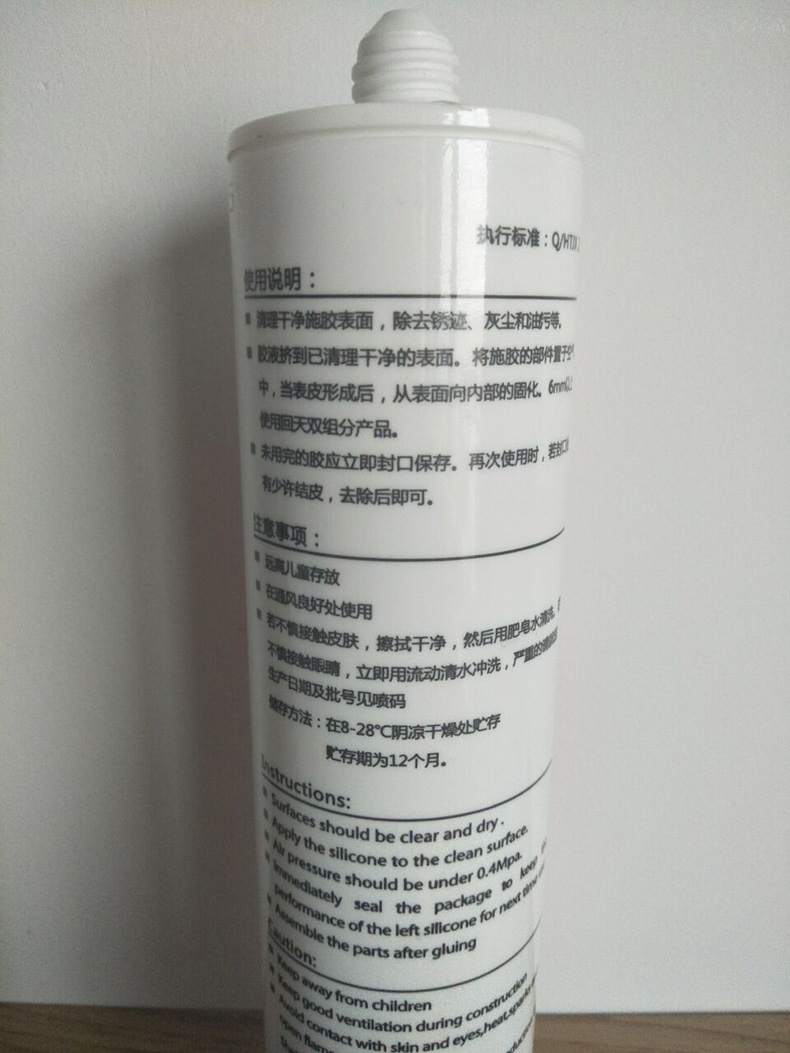 执行标准：Q/HTJX
使用说明：
清理干净施胶表面，除去锈迹、灰尘和油污等.
胶液挤到已清理干净的表面。将施胶的部件置于空气
中，当表皮形成后，从表面向内部的固化。6mm以上
使用回天双组分产品。
未用完的胶应立即封口保存。再次使用时，若封口处
有少许结皮，去除后即可。
注意事项：
远离儿童存放
在通风良好处使用
若不慎接触皮肤，擦拭干净，然后用肥皂水清洗。
不慎接触眼睛，立即用流动清水冲洗，严重的请就医
生产日期及批号见喷码
储存方法：在8-28°C阴凉干燥处贮存
贮存期为12个月。
Instructions:
Surfaces should be clear and dry .
Apply the silicone to the clean surface.
Air pressure should be under 0.4Mpa.
Immediately seal the package to keep
performance of the left silicone for next time
Assemble the parts after gluing
Caution:
Keep away from children
Keep good ventilation during construction
Avoid contact with skin and eyes,heat,sparks
open flame